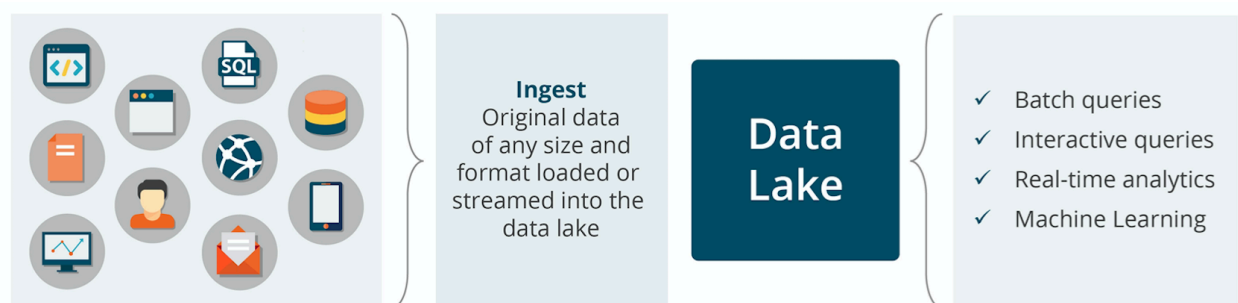 </>
SQL
Ingest
Original data
of any size and
format loaded or
streamed into the
data lake
Data
Lake
✓ Batch queries
✓ Interactive queries
✓ Real-time analytics
✓ Machine Learning